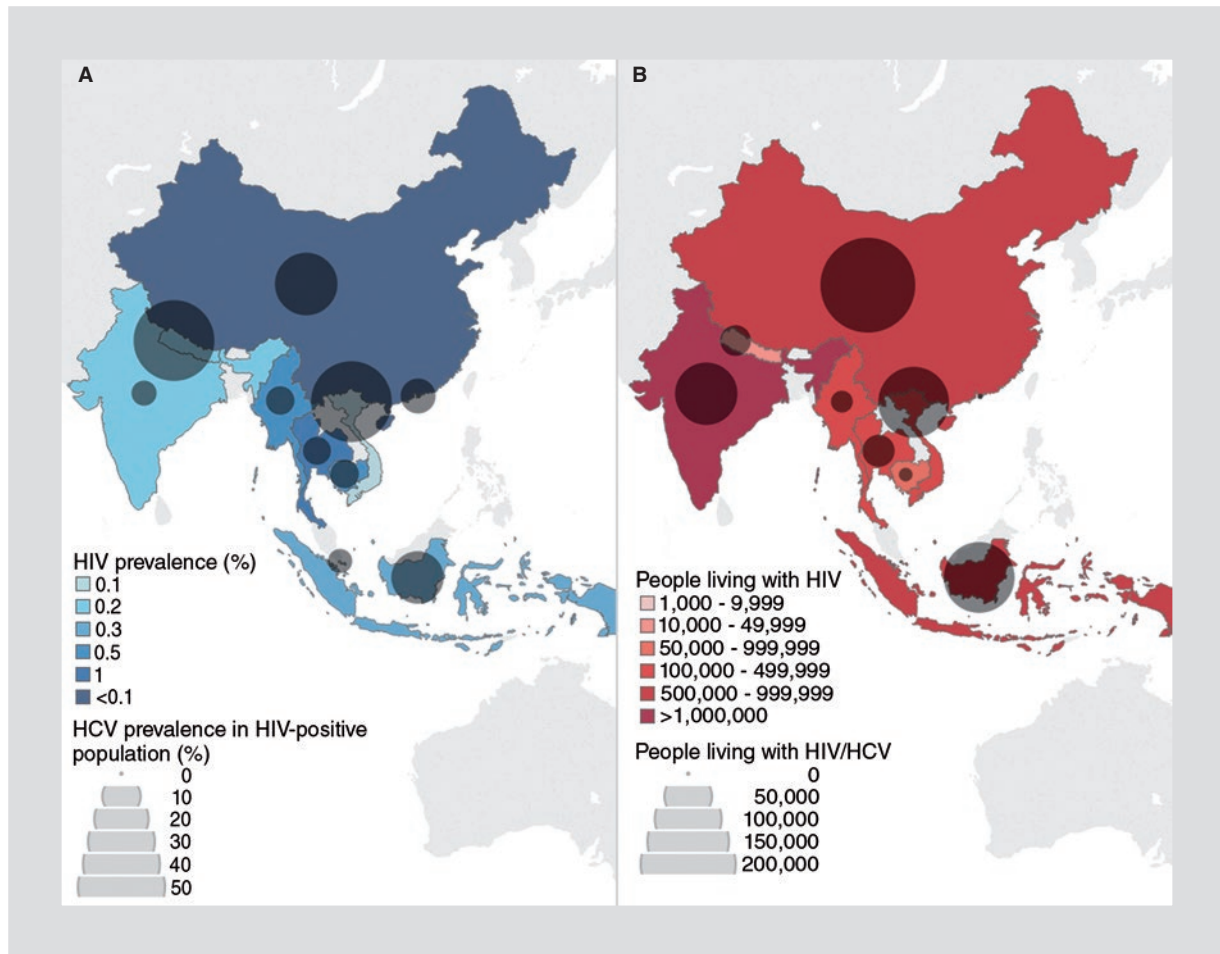 A
B
HIV prevalence (%)
0.1
0.2
0.3
0.5
1
<0.1
HCV prevalence in HIV-positive
population (%)
0
10
20
30
40
50
People living with HIV
1,000 - 9,999
10,000 - 49,999
50,000 - 999,999
100,000 - 499,999
500,000 - 999,999
>1,000,000
People living with HIV/HCV
0
50,000
100,000
150,000
200,000